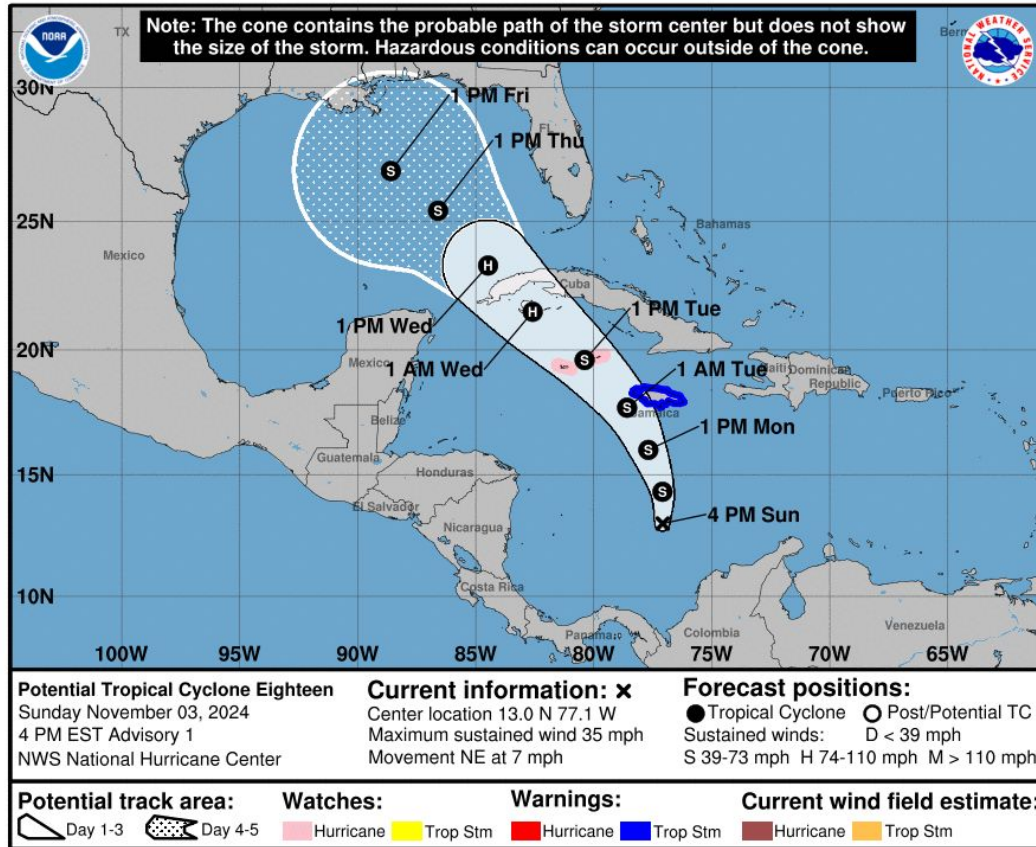 Note: The cone contains the probable path of the storm center but does not show
the size of the storm. Hazardous conditions can occur outside of the cone.
NOAA
NATIONAL WEATHER SERVICE
TX
Ber
30N
25N
20N
15N
10N
100W
95W
90W
85W
80W
75W
70W
65W
1 PM Fri
1 PM Thu
FL
Bahamas
Mexico
Cuba
1 PM Tue
1 PM Wed
Mexico
1 AM Wed
1 AM Tue
Haiti
Dominican
Republic
Puerto Rico
Jamaica
Belize
1 PM Mon
Guatemala
Honduras
El Salvador
4 PM Sun
Nicaragua
Costa Rica
Panama
Colombia
Venezuela
S
S
H
H
S
S
S
S
Potential Tropical Cyclone Eighteen
Sunday November 03, 2024
4 PM EST Advisory 1
NWS National Hurricane Center
Current information: x
Center location 13.0 N 77.1 W
Maximum sustained wind 35 mph
Movement NE at 7 mph
Forecast positions:
Tropical Cyclone Post/Potential TC
Sustained winds: D < 39 mph
S 39-73 mph H 74-110 mph M > 110 mph
Potential track area:
Day 1-3 Day 4-5
Watches:
Hurricane Trop Stm
Warnings:
Hurricane Trop Stm
Current wind field estimate:
Hurricane Trop Stm